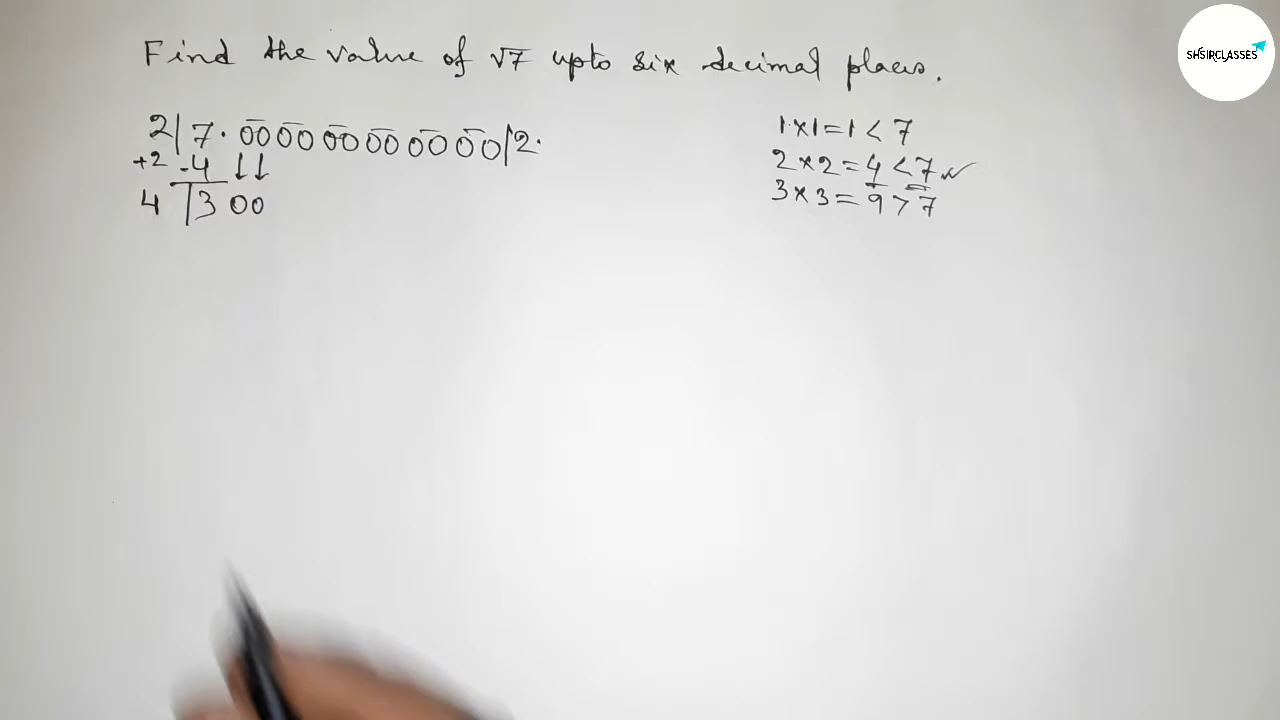 Find the value of √7 upto six decimal places.
2 7.00 00 00 00 00 00 2.
+2 -4 ↓↓
4 3 00
1×1=1<7
2×2=4<7✓
3×3=9>7
SHSIRCLASSES